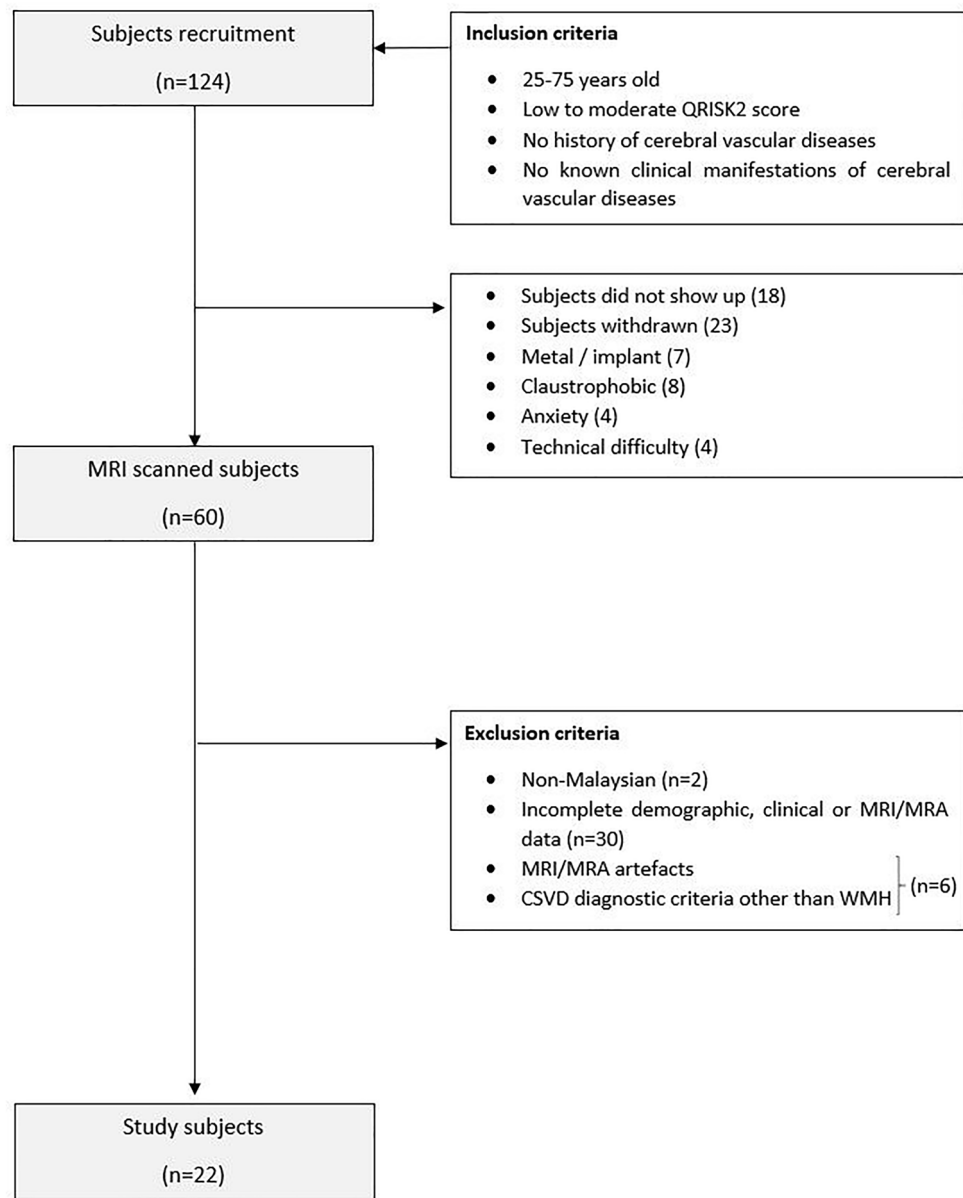 Subjects recruitment
(n=124)
Inclusion criteria
• 25-75 years old
• Low to moderate QRISK2 score
• No history of cerebral vascular diseases
• No known clinical manifestations of cerebral
vascular diseases
• Subjects did not show up (18)
• Subjects withdrawn (23)
• Metal / implant (7)
• Claustrophobic (8)
• Anxiety (4)
• Technical difficulty (4)
MRI scanned subjects
(n=60)
Exclusion criteria
• Non-Malaysian (n=2)
• Incomplete demographic, clinical or MRI/MRA
data (n=30)
• MRI/MRA artefacts
• CSVD diagnostic criteria other than WMH
(n=6)
Study subjects
(n=22)